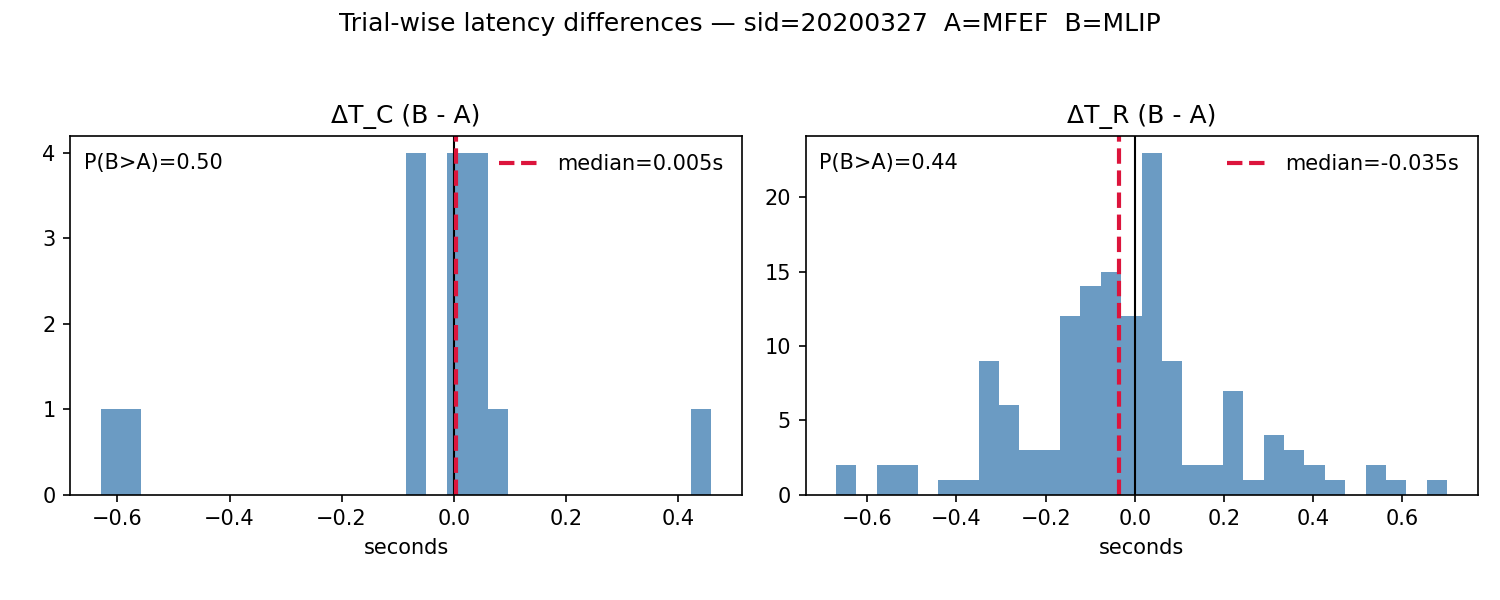 Trial-wise latency differences — sid=20200327  A=MFEF  B=MLIP
ΔT_C (B - A)
P(B>A)=0.50
median=0.005s
4
3
2
1
0
−0.6
−0.4
−0.2
0.0
0.2
0.4
seconds
ΔT_R (B - A)
P(B>A)=0.44
median=-0.035s
20
15
10
5
0
−0.6
−0.4
−0.2
0.0
0.2
0.4
0.6
seconds